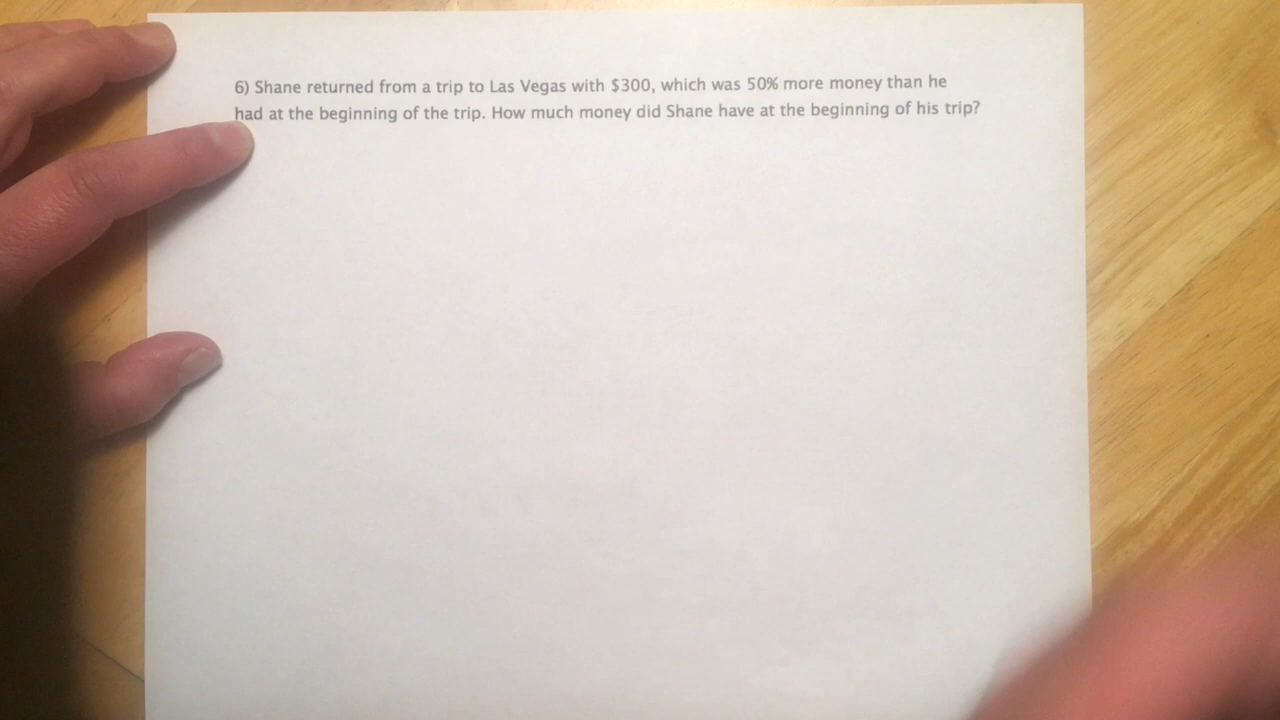 6) Shane returned from a trip to Las Vegas with $300, which was 50% more money than he
had at the beginning of the trip. How much money did Shane have at the beginning of his trip?